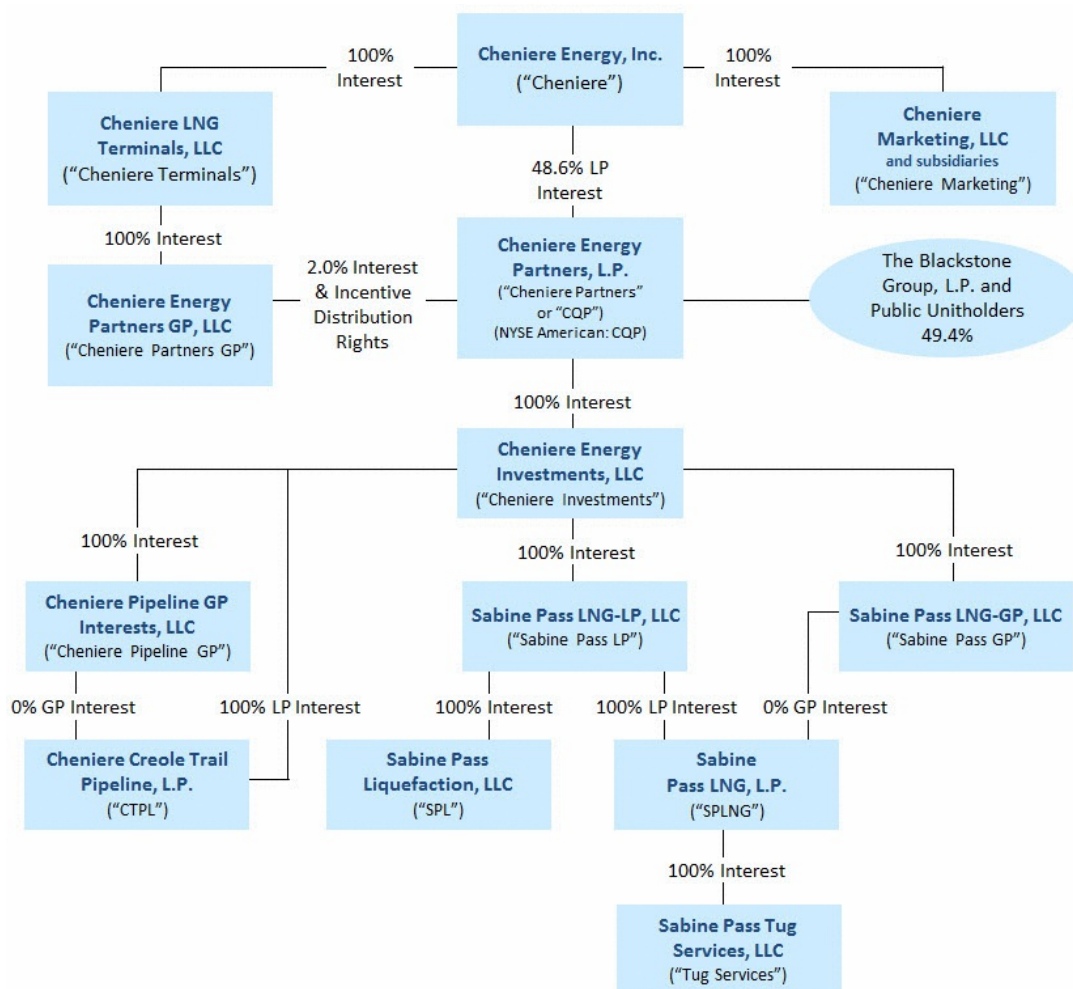 100%
Interest
Cheniere Energy, Inc.
(“Cheniere”)
100%
Interest
Cheniere LNG
Terminals, LLC
(“Cheniere Terminals”)
Cheniere
Marketing, LLC
and subsidiaries
(“Cheniere Marketing”)
48.6% LP
Interest
100% Interest
Cheniere Energy
Partners GP, LLC
(“Cheniere Partners GP”)
2.0% Interest
& Incentive
Distribution
Rights
Cheniere Energy
Partners, L.P.
(“Cheniere Partners”
or “CQP”)
(NYSE American: CQP)
The Blackstone
Group, L.P. and
Public Unitholders
49.4%
100% Interest
Cheniere Energy
Investments, LLC
(“Cheniere Investments”)
100% Interest
100% Interest
100% Interest
Cheniere Pipeline GP
Interests, LLC
(“Cheniere Pipeline GP”)
Sabine Pass LNG-LP, LLC
(“Sabine Pass LP”)
Sabine Pass LNG-GP, LLC
(“Sabine Pass GP”)
0% GP Interest
100% LP Interest
100% Interest
100% LP Interest
0% GP Interest
Cheniere Creole Trail
Pipeline, L.P.
(“CTPL”)
Sabine Pass
Liquefaction, LLC
(“SPL”)
Sabine
Pass LNG, L.P.
(“SPLNG”)
100% Interest
Sabine Pass Tug
Services, LLC
(“Tug Services”)